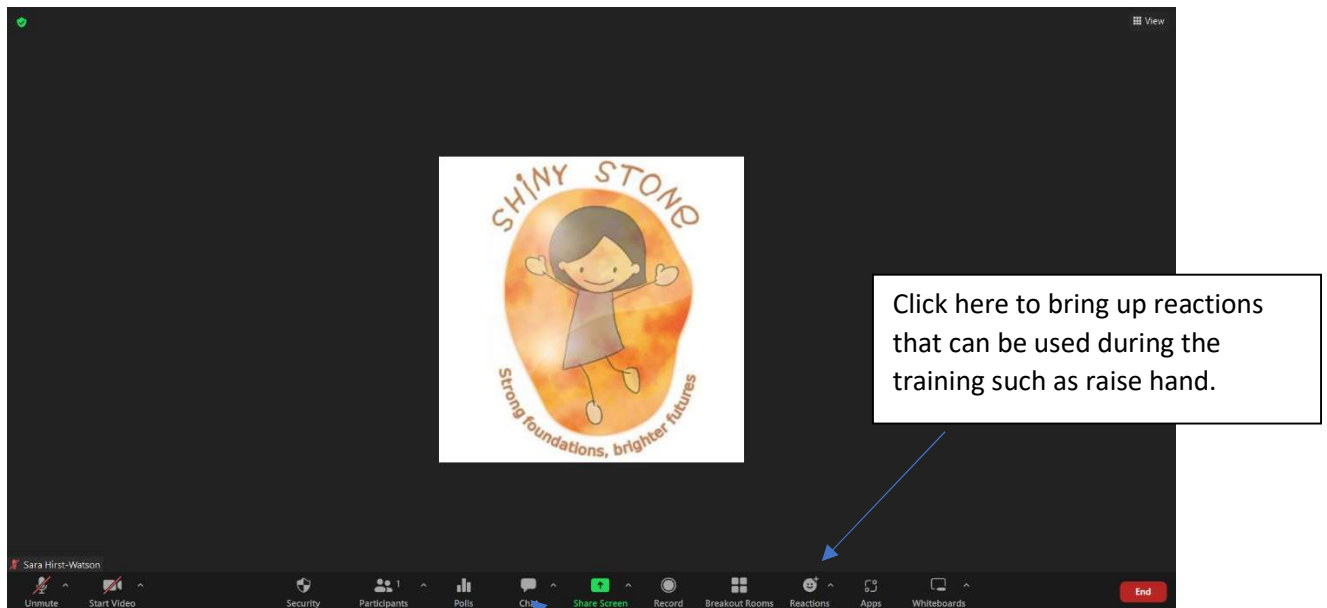 View
SHINY STONE
Strong foundations, brighter futures
Click here to bring up reactions
that can be used during the
training such as raise hand.
Sara Hirst-Watson
1
Unmute Start Video Security Participants Polls Chat Share Screen Record Breakout Rooms Reactions Apps Whiteboards End